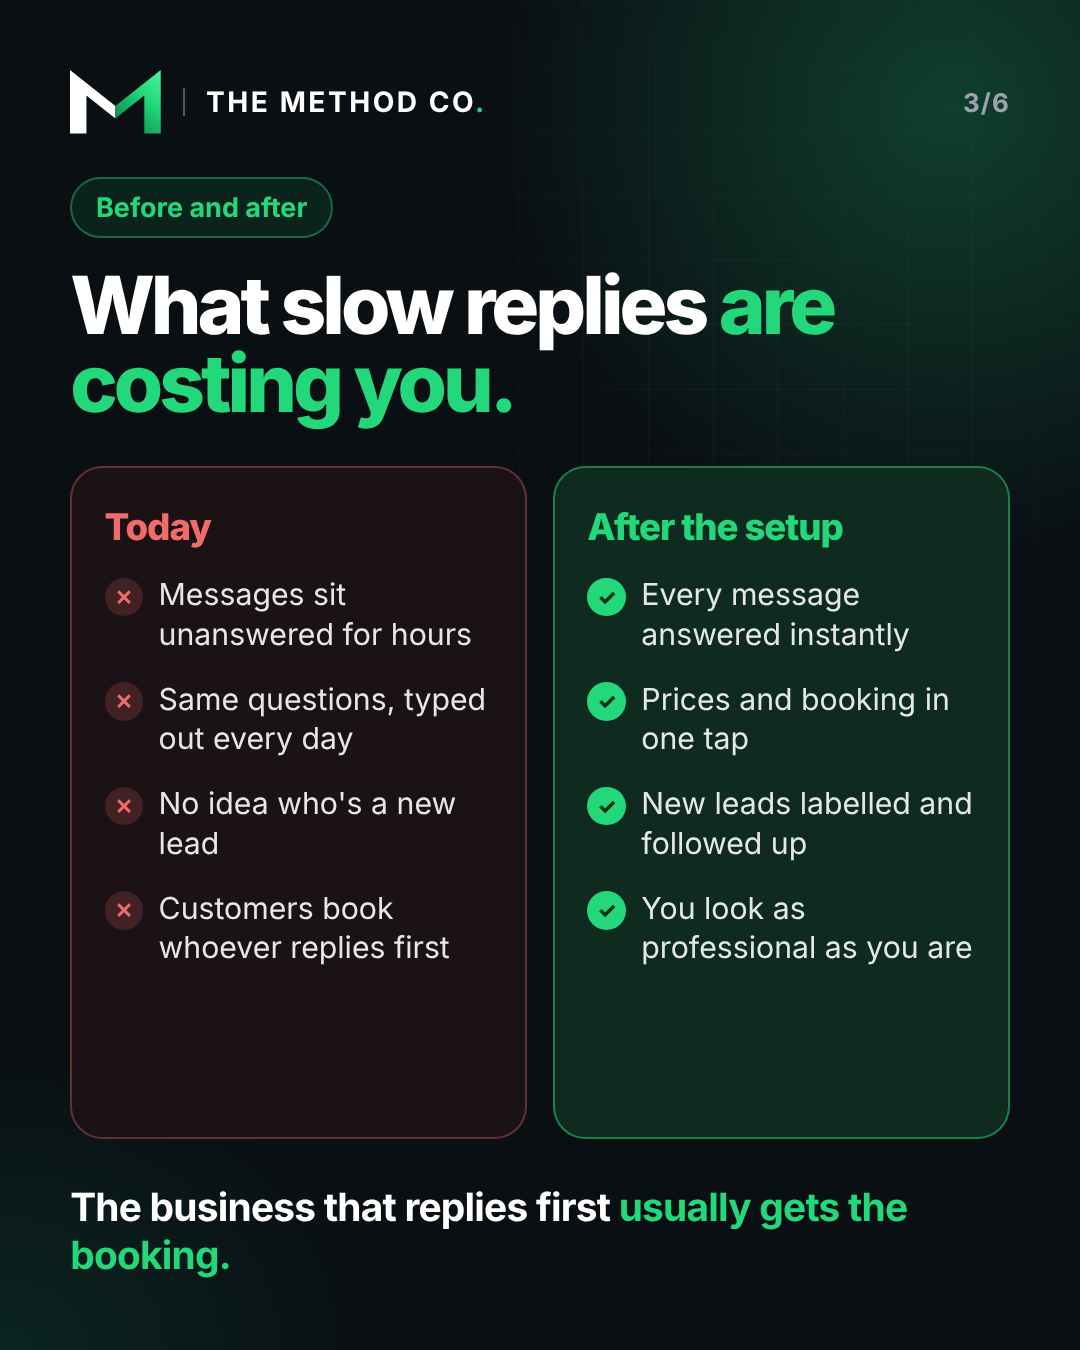 THE METHOD CO.
3/6
Before and after
What slow replies are
costing you.
Today
Messages sit
unanswered for hours
Same questions, typed
out every day
No idea who's a new
lead
Customers book
whoever replies first
After the setup
Every message
answered instantly
Prices and booking in
one tap
New leads labelled and
followed up
You look as
professional as you are
The business that replies first usually gets the
booking.